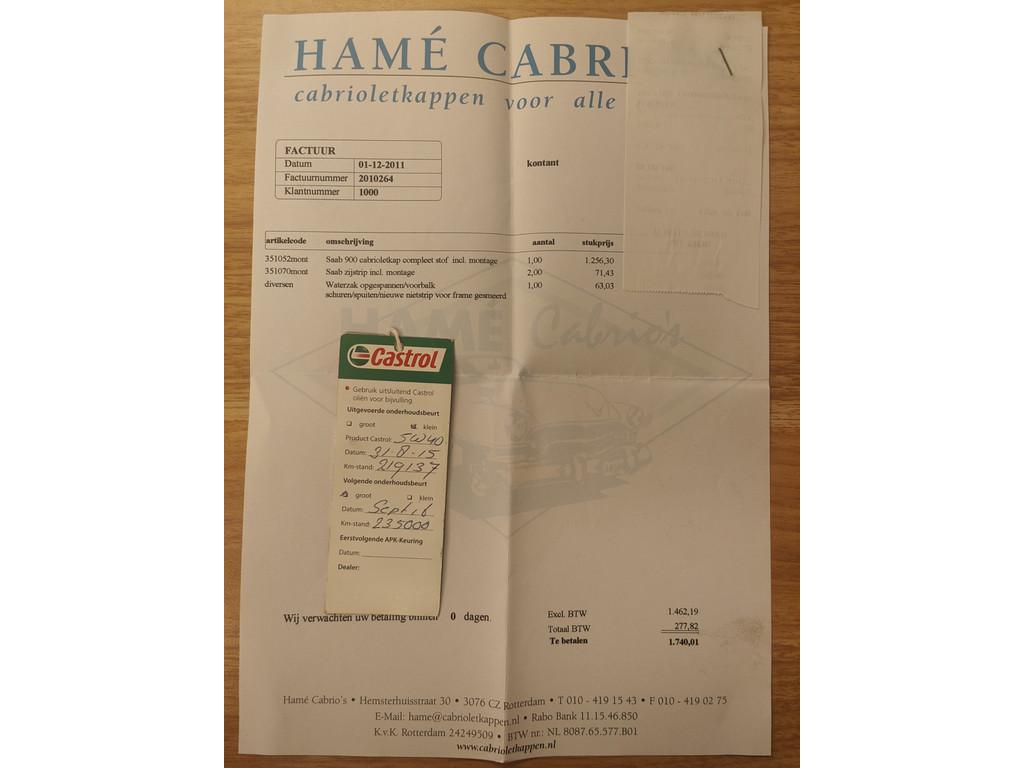 HAMÉ CABRI
cabrioletkappen voor alle
FACTUUR
Datum 01-12-2011
Factuurnummer 2010264
Klantnummer 1000
kontant
artikelcode omschrijving aantal stukprijs
351052mont Saab 900 cabrioletkap compleet stof incl. montage 1,00 1.256,30
351070mont Saab zijstrip incl. montage 2,00 71,43
diversen Waterzak opgespannen/voorbalk 1,00 63,03
schuren/spuiten/nieuwe nietstrip voor frame gesmeerd
HAMÉ Cabrio's
Castrol
Gebruik uitsluitend Castrol
oliën voor bijvulling
Uitgevoerde onderhoudsbeurt
groot klein
Product Castrol: 5W40
Datum: 31-8-15
Km-stand: 219137
Volgende onderhoudsbeurt
groot klein
Datum: Sept 16
Km-stand: 235000
Eerstvolgende APK-Keuring
Datum:
Dealer:
Wij verwachten uw betaling binnen 0 dagen.
Excl. BTW 1.462,19
Totaal BTW 277,82
Te betalen 1.740,01
Hamé Cabrio's • Hemsterhuisstraat 30 • 3076 CZ Rotterdam • T 010 - 419 15 43 • F 010 - 419 02 75
E-Mail: hame@cabrioletkappen.nl • Rabo Bank 11.15.46.850
K.v.K. Rotterdam 24249509 • BTW nr.: NL 8087.65.577.B01
www.cabrioletkappen.nl